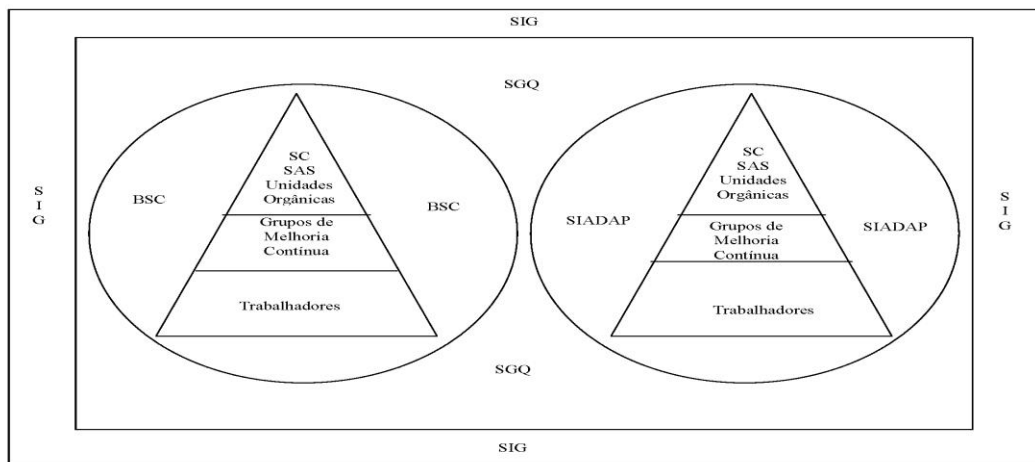 SIG
SGQ
SC
SAS
Unidades
Orgânicas
Grupos de
Melhoria
Contínua
Trabalhadores
BSC
BSC
SC
SAS
Unidades
Orgânicas
Grupos de
Melhoria
Contínua
Trabalhadores
SIADAP
SIADAP
S
I
G
S
I
G
SGQ
SIG